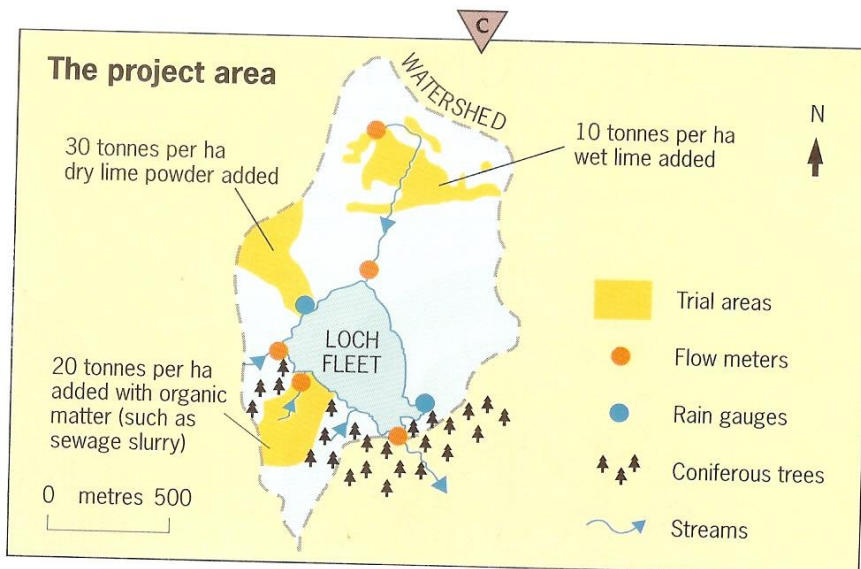 C
The project area
WATERSHED
N
30 tonnes per ha
dry lime powder added
10 tonnes per ha
wet lime added
LOCH
FLEET
20 tonnes per ha
added with organic
matter (such as
sewage slurry)
0 metres 500
Trial areas
Flow meters
Rain gauges
Coniferous trees
Streams